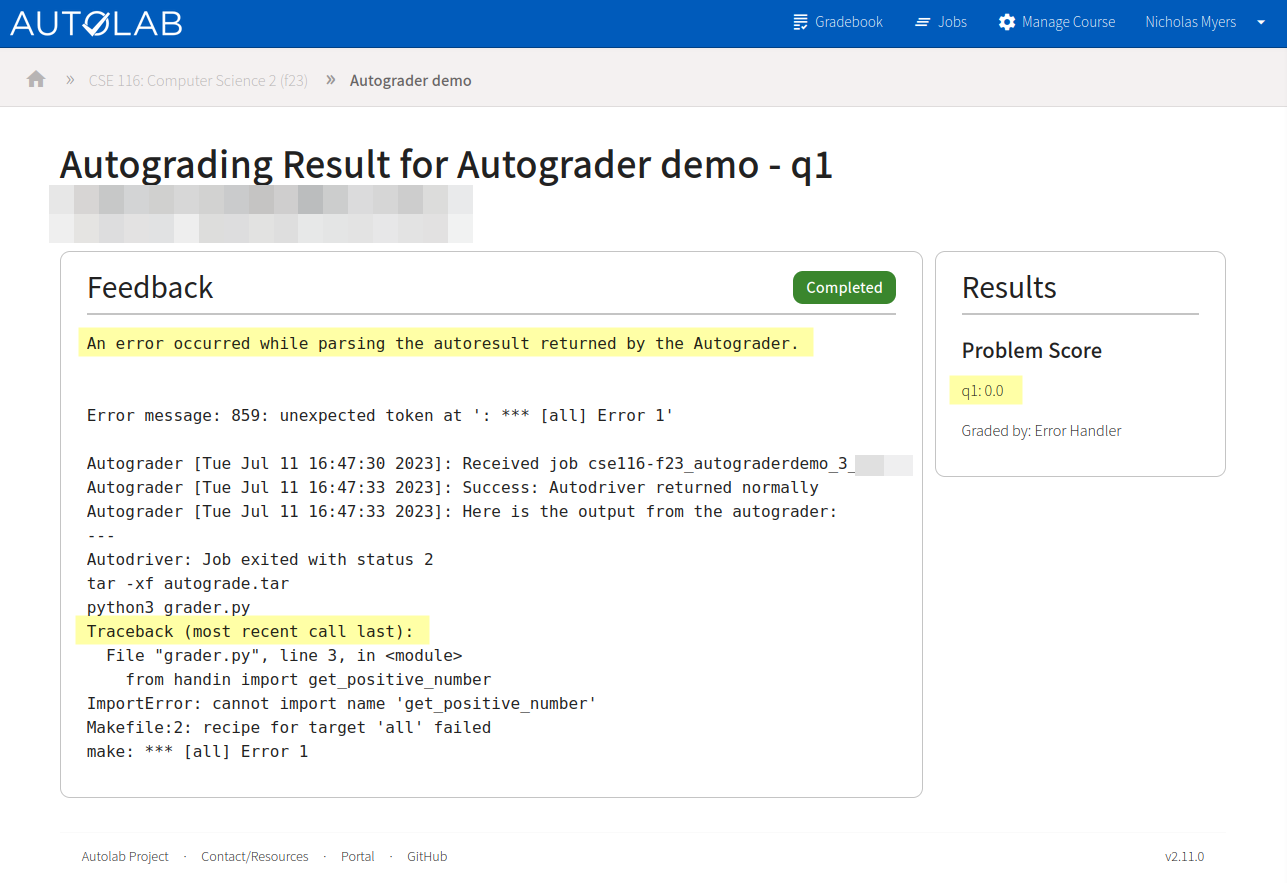 AUTOLAB
Gradebook Jobs Manage Course Nicholas Myers
» CSE 116: Computer Science 2 (f23) » Autograder demo
Autograding Result for Autograder demo - q1
Feedback
Completed
An error occurred while parsing the autoresult returned by the Autograder.
Error message: 859: unexpected token at ': *** [all] Error 1'
Autograder [Tue Jul 11 16:47:30 2023]: Received job cse116-f23_autograderdemo_3_
Autograder [Tue Jul 11 16:47:33 2023]: Success: Autodriver returned normally
Autograder [Tue Jul 11 16:47:33 2023]: Here is the output from the autograder:
---
Autodriver: Job exited with status 2
tar -xf autograde.tar
python3 grader.py
Traceback (most recent call last):
  File "grader.py", line 3, in <module>
    from handin import get_positive_number
ImportError: cannot import name 'get_positive_number'
Makefile:2: recipe for target 'all' failed
make: *** [all] Error 1
Results
Problem Score
q1: 0.0
Graded by: Error Handler
Autolab Project · Contact/Resources · Portal · GitHub
v2.11.0